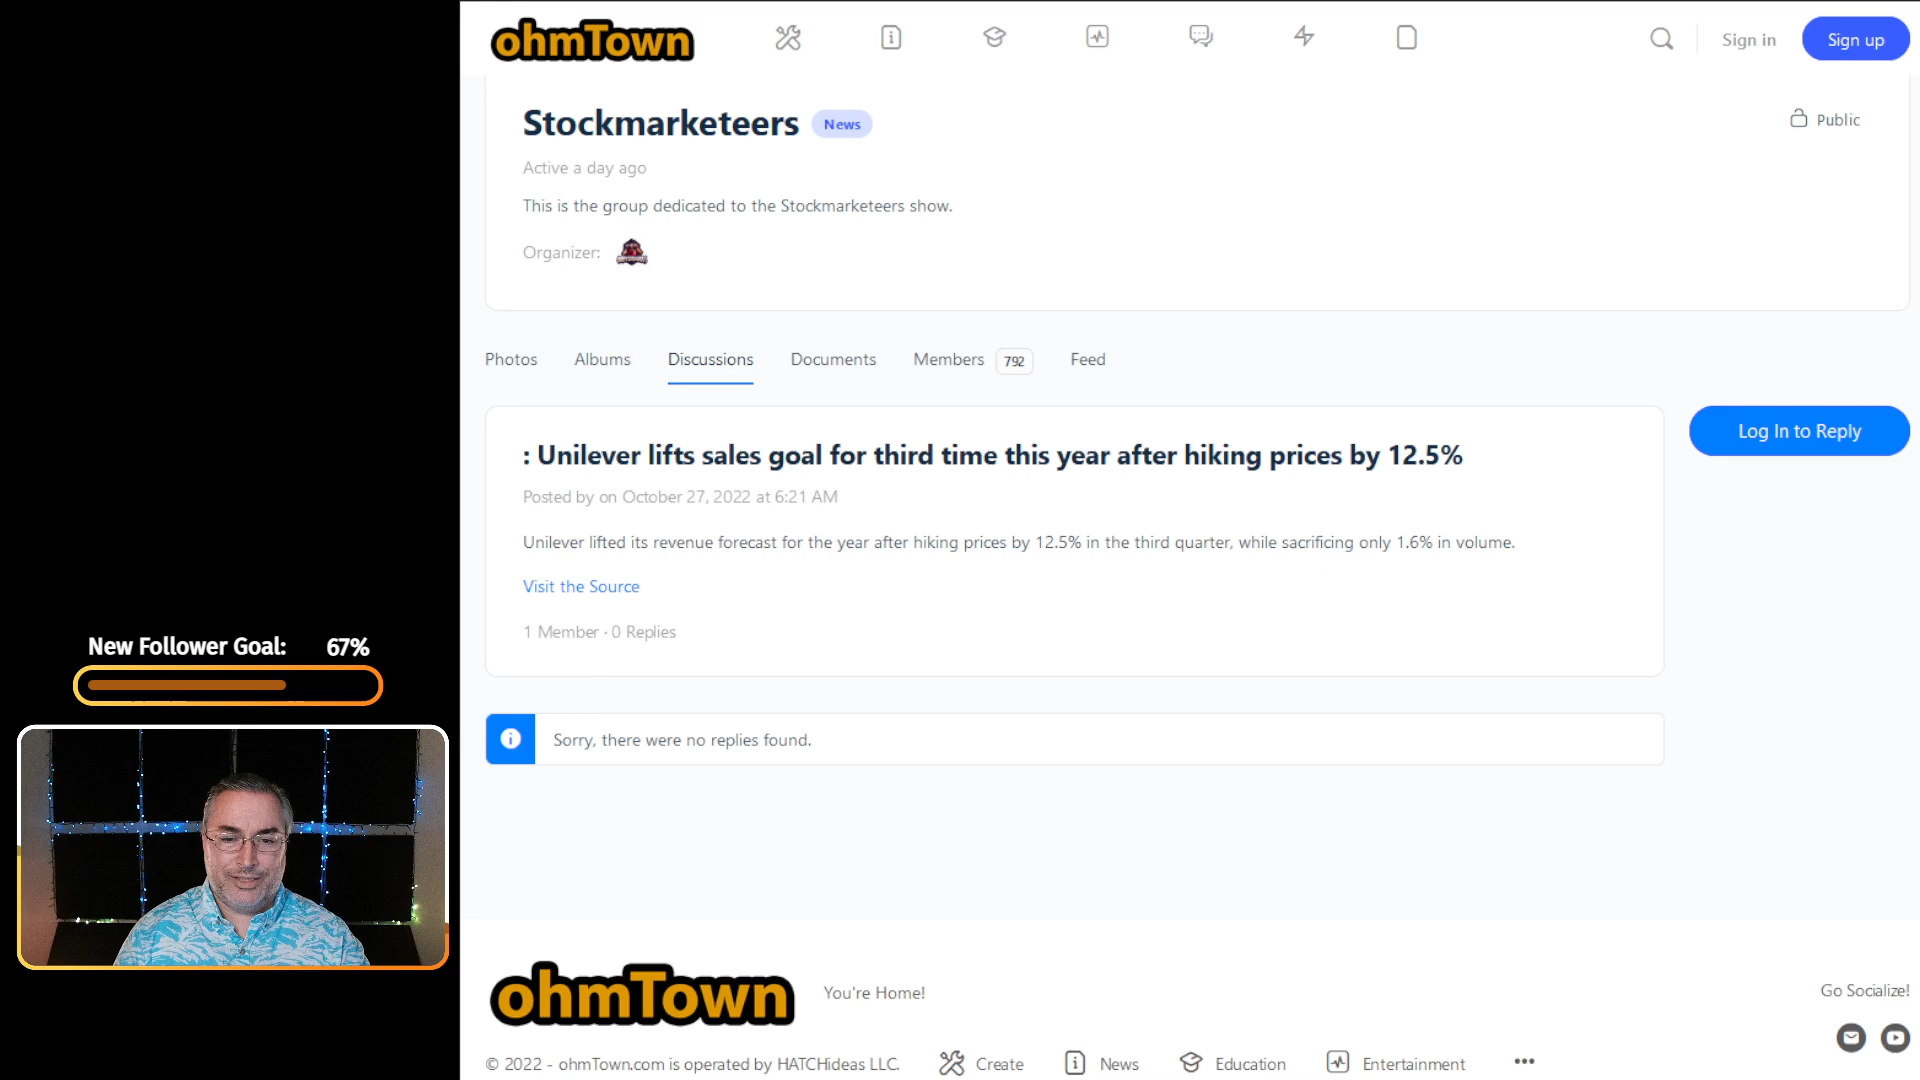 ohmTown
Sign in
Sign up
Stockmarketeers News
Public
Active a day ago
This is the group dedicated to the Stockmarketeers show.
Organizer:
Photos Albums Discussions Documents Members 792 Feed
: Unilever lifts sales goal for third time this year after hiking prices by 12.5%
Log In to Reply
Posted by on October 27, 2022 at 6:21 AM
Unilever lifted its revenue forecast for the year after hiking prices by 12.5% in the third quarter, while sacrificing only 1.6% in volume.
Visit the Source
1 Member · 0 Replies
New Follower Goal: 67%
Sorry, there were no replies found.
ohmTown
You're Home!
Go Socialize!
© 2022 - ohmTown.com is operated by HATCHideas LLC. Create News Education Entertainment